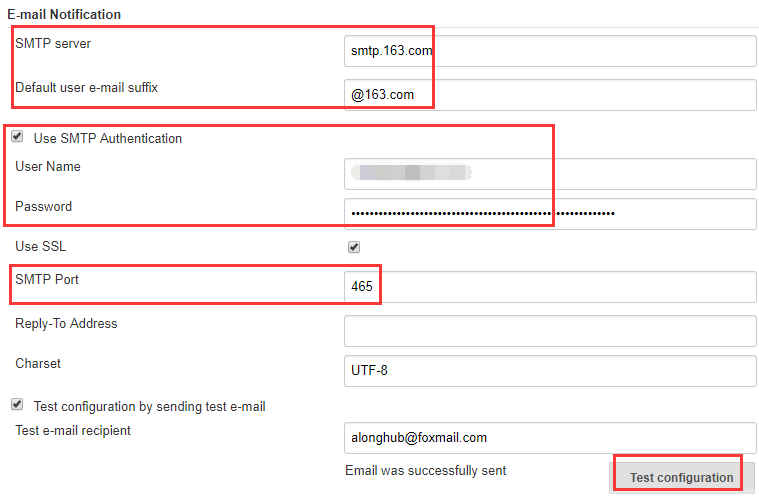 E-mail Notification
SMTP server smtp.163.com
Default user e-mail suffix @163.com
Use SMTP Authentication
User Name
Password ••••••••••••••••••••••••••••••••••••••••••••••••••••••••••
Use SSL
SMTP Port 465
Reply-To Address
Charset UTF-8
Test configuration by sending test e-mail
Test e-mail recipient alonghub@foxmail.com
Email was successfully sent Test configuration